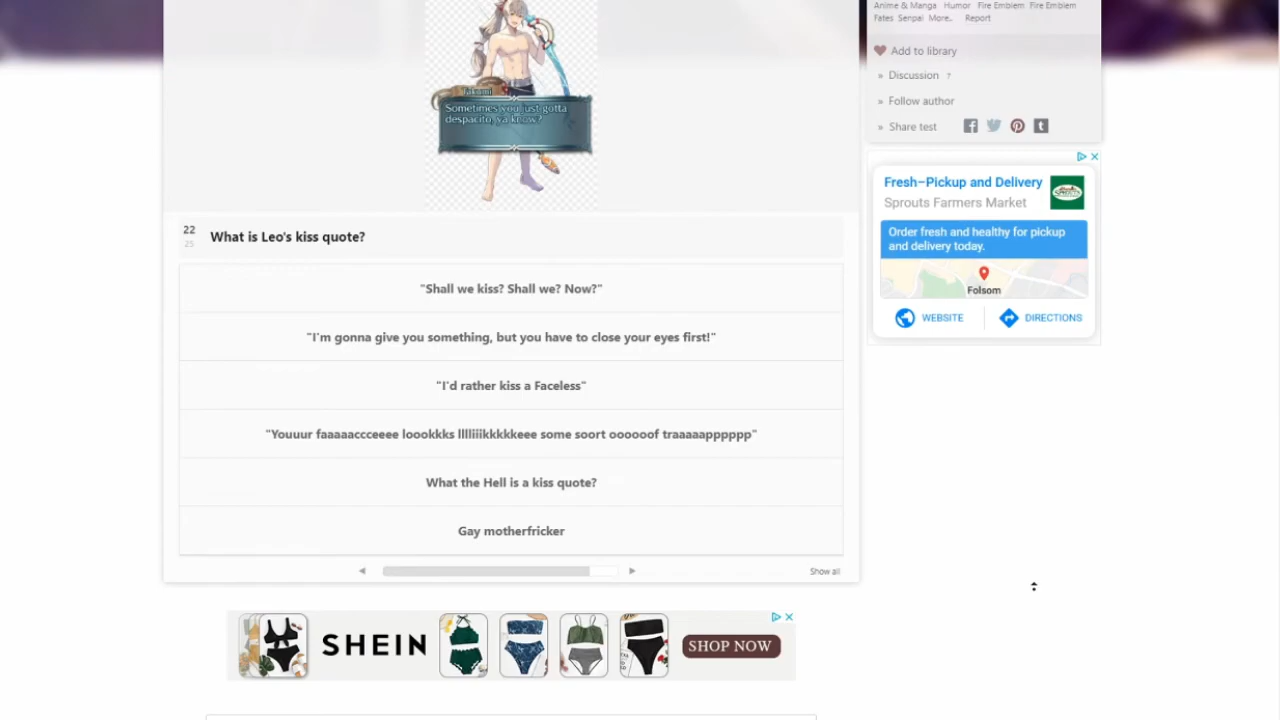 Anime & Manga Humor Fire Emblem Fire Emblem
Fates Senpai More.. Report
Add to library
» Discussion ?
» Follow author
» Share test
Takumi
Sometimes you just gotta
despacito, ya know?
Fresh-Pickup and Delivery
Sprouts Farmers Market
SPROUTS
Order fresh and healthy for pickup
and delivery today.
Folsom
WEBSITE
DIRECTIONS
22
25
What is Leo's kiss quote?
"Shall we kiss? Shall we? Now?"
"I'm gonna give you something, but you have to close your eyes first!"
"I'd rather kiss a Faceless"
"Youuur faaaaaccceeee loookkks lllliiikkkkkeee some soort oooooof traaaaapppppp"
What the Hell is a kiss quote?
Gay motherfricker
Show all
SHEIN
SHOP NOW